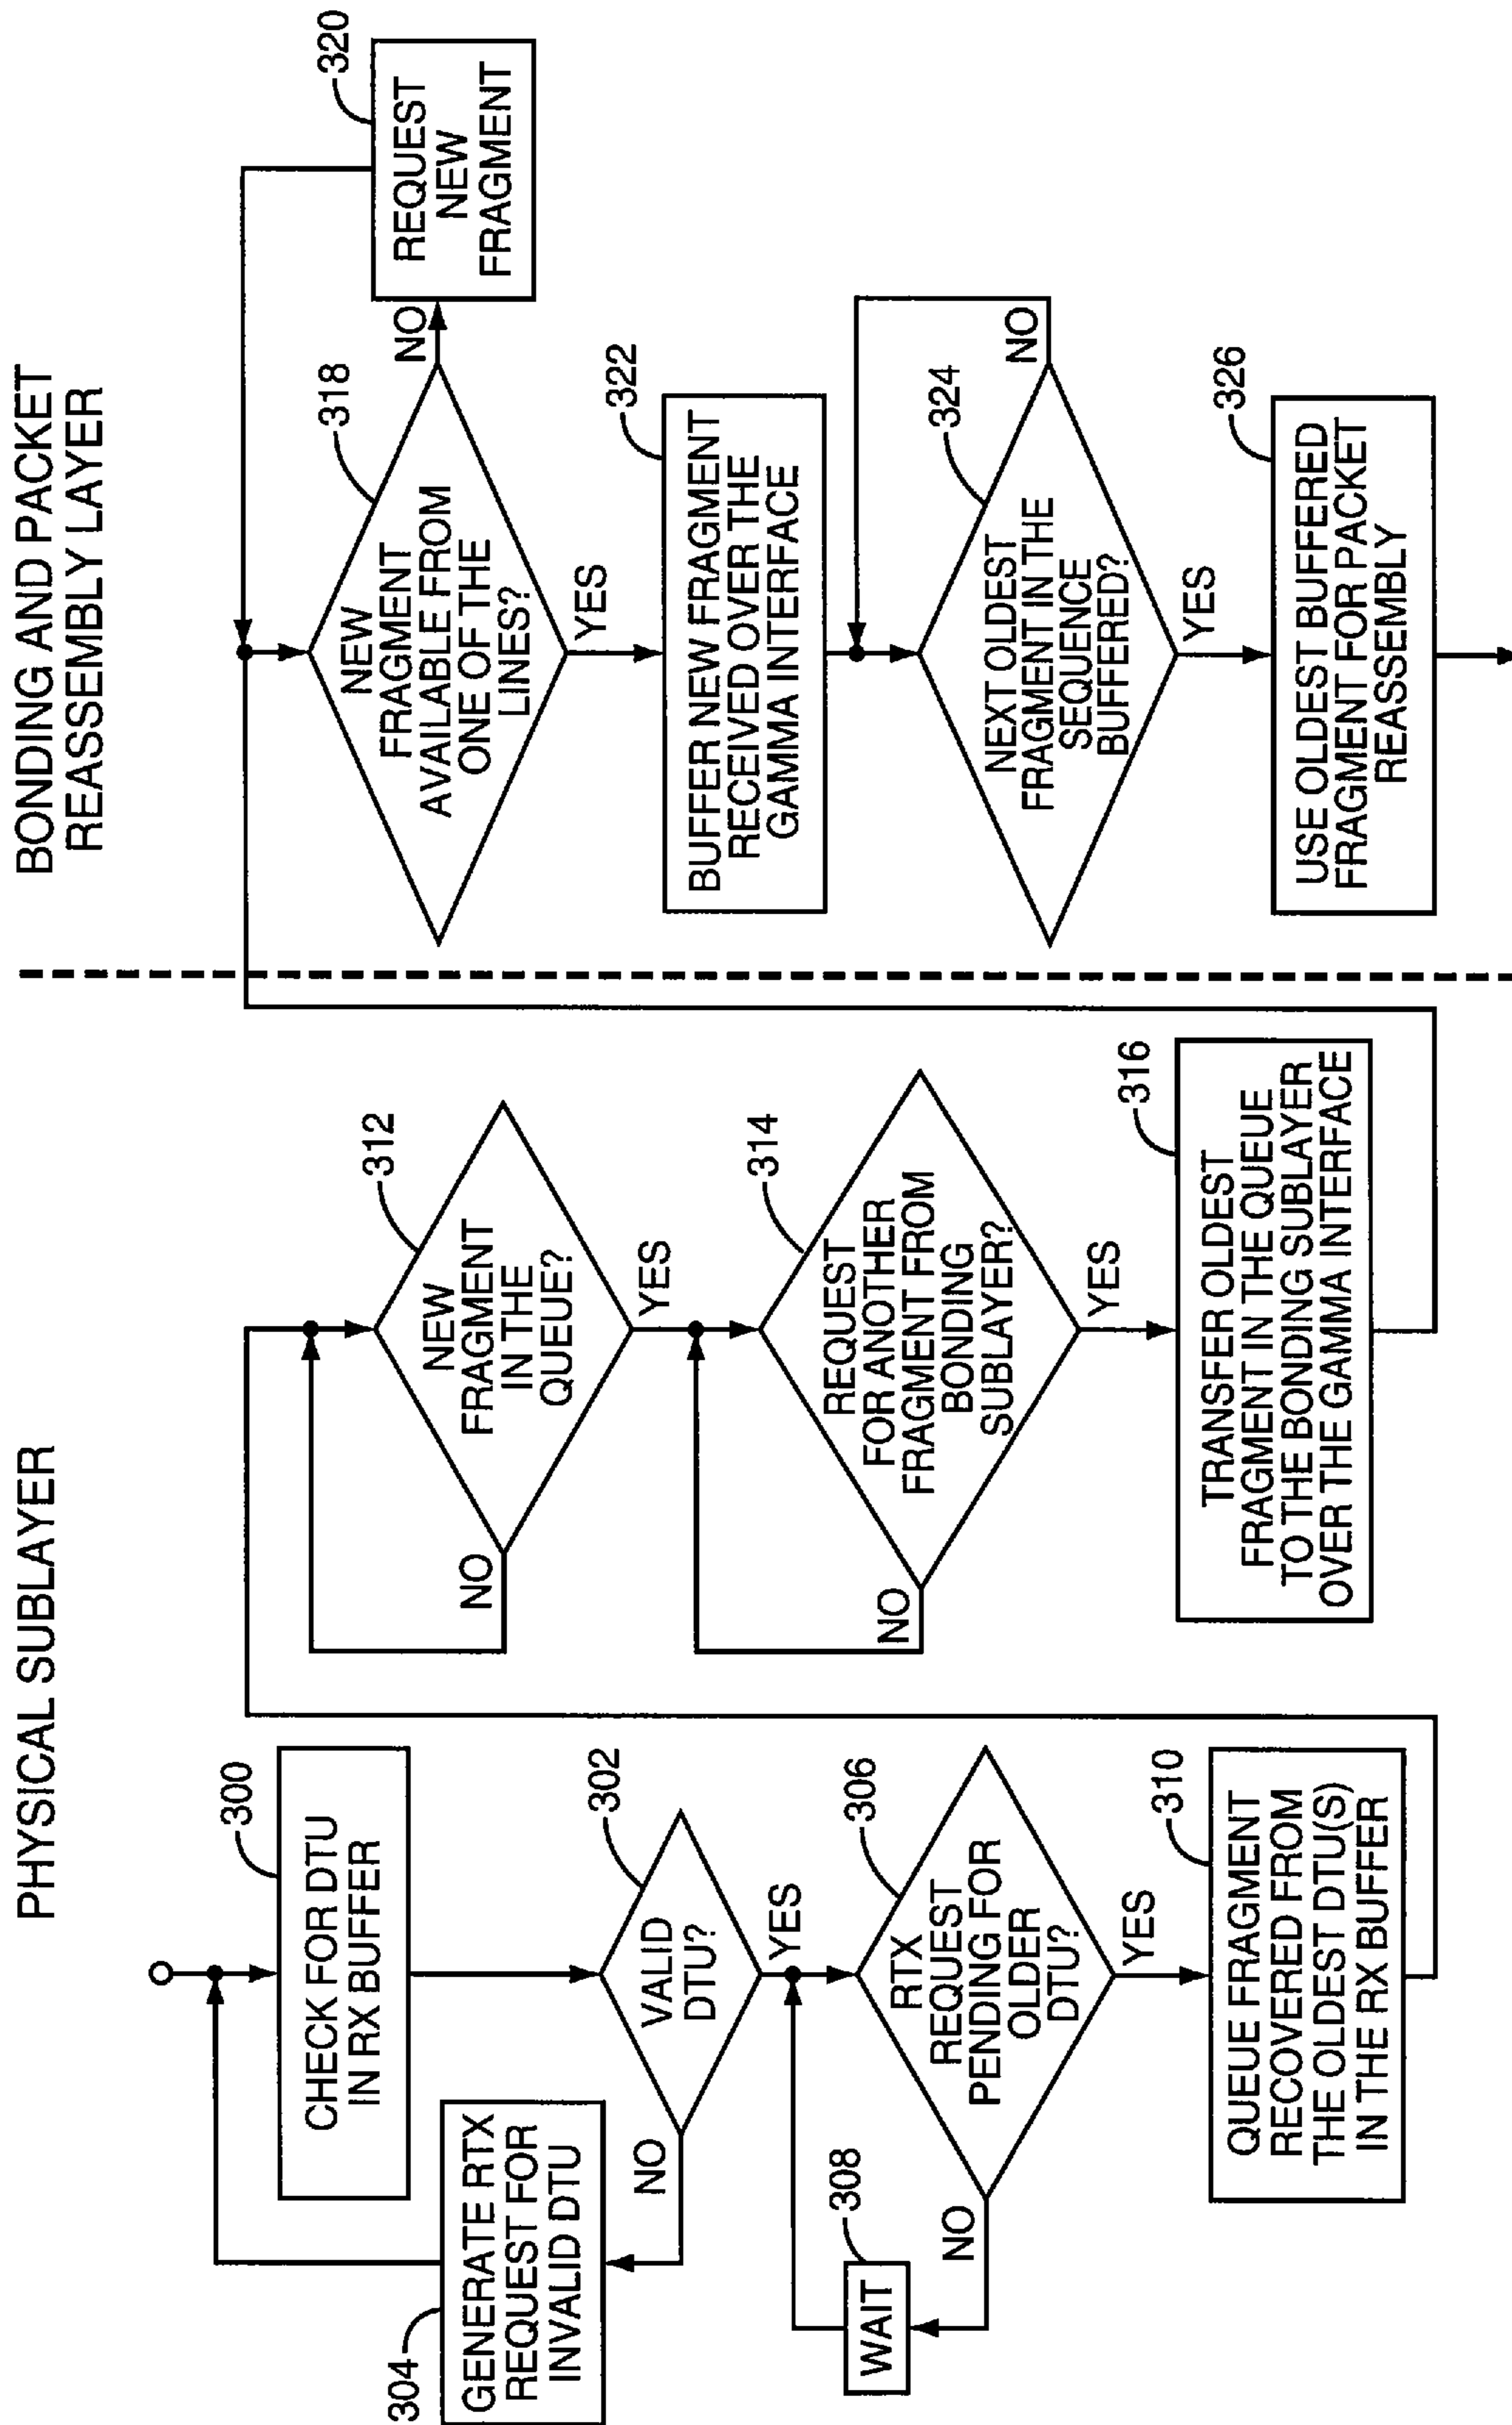 PHYSICAL SUBLAYER
300
CHECK FOR DTU
IN RX BUFFER
302
VALID
DTU?
NO
YES
304
GENERATE RTX
REQUEST FOR
INVALID DTU
306
RTX
REQUEST
PENDING FOR
OLDER
DTU?
NO
YES
308
WAIT
310
QUEUE FRAGMENT
RECOVERED FROM
THE OLDEST DTU(S)
IN THE RX BUFFER
312
NEW
FRAGMENT
IN THE
QUEUE?
NO
YES
314
REQUEST
FOR ANOTHER
FRAGMENT FROM
BONDING
SUBLAYER?
NO
YES
316
TRANSFER OLDEST
FRAGMENT IN THE QUEUE
TO THE BONDING SUBLAYER
OVER THE GAMMA INTERFACE
BONDING AND PACKET
REASSEMBLY LAYER
318
NEW
FRAGMENT
AVAILABLE FROM
ONE OF THE
LINES?
NO
YES
320
REQUEST
NEW
FRAGMENT
322
BUFFER NEW FRAGMENT
RECEIVED OVER THE
GAMMA INTERFACE
324
NEXT OLDEST
FRAGMENT IN THE
SEQUENCE
BUFFERED?
NO
YES
326
USE OLDEST BUFFERED
FRAGMENT FOR PACKET
REASSEMBLY